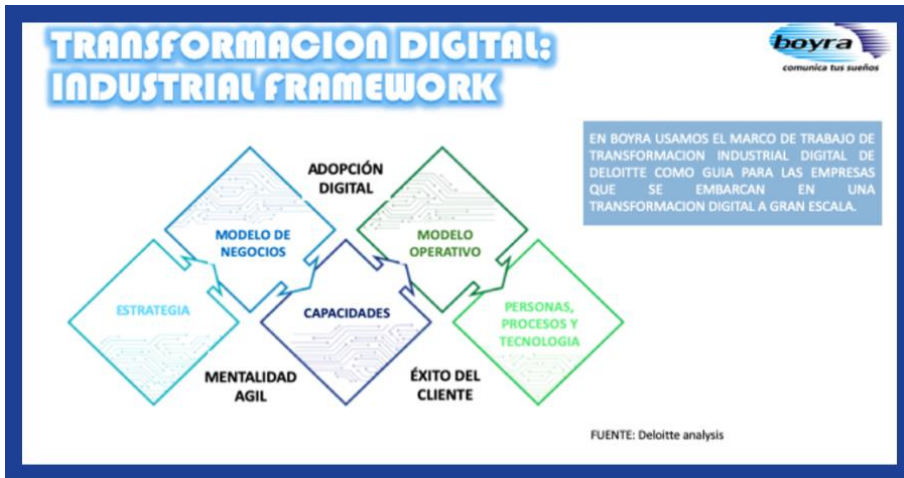 TRANSFORMACION DIGITAL;
INDUSTRIAL FRAMEWORK
boyra
comunica tus sueños
EN BOYRA USAMOS EL MARCO DE TRABAJO DE
TRANSFORMACION INDUSTRIAL DIGITAL DE
DELOITTE COMO GUIA PARA LAS EMPRESAS
QUE SE EMBARCAN EN UNA
TRANSFORMACION DIGITAL A GRAN ESCALA.
ADOPCIÓN
DIGITAL
MODELO DE
NEGOCIOS
MODELO
OPERATIVO
ESTRATEGIA
CAPACIDADES
PERSONAS,
PROCESOS Y
TECNOLOGIA
MENTALIDAD
AGIL
ÉXITO DEL
CLIENTE
FUENTE: Deloitte analysis